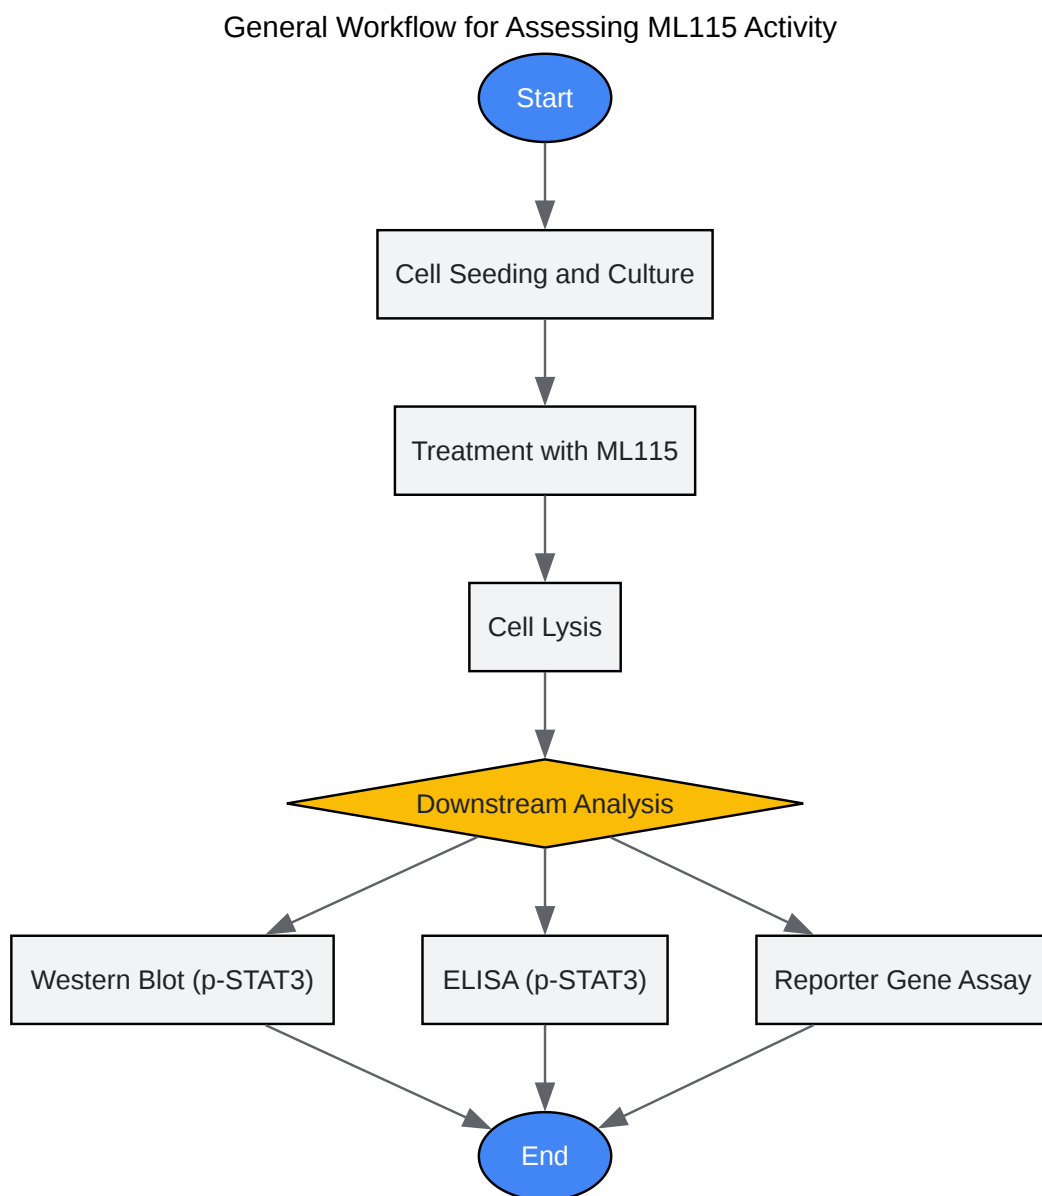 General Workflow for Assessing ML115 Activity
Start
Cell Seeding and Culture
Treatment with ML115
Cell Lysis
Downstream Analysis
Western Blot (p-STAT3)
ELISA (p-STAT3)
Reporter Gene Assay
End